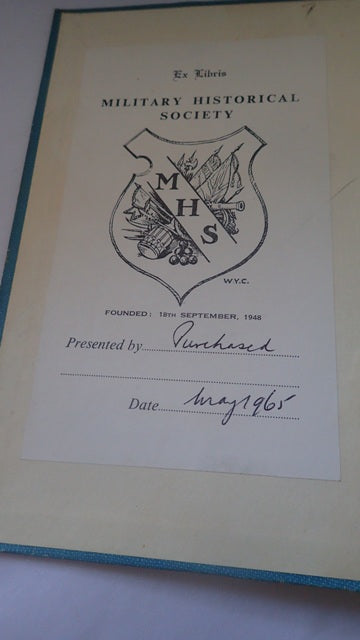 Ex Libris
MILITARY HISTORICAL
SOCIETY
M
H
S
W.Y.C.
FOUNDED: 18TH SEPTEMBER, 1948
Presented by Purchased
Date May 1965